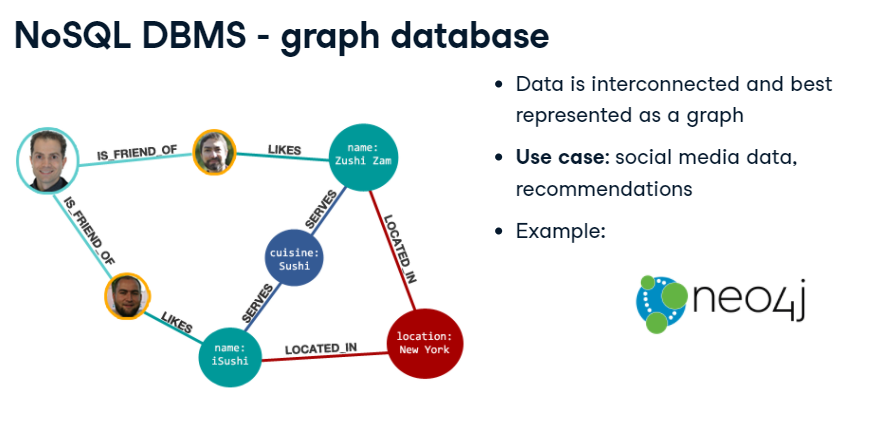 NoSQL DBMS - graph database
• Data is interconnected and best
represented as a graph
• Use case: social media data,
recommendations
• Example:
neo4j
IS_FRIEND_OF
LIKES
name:
Zushi Zam
IS_FRIEND_OF
SERVES
LOCATED_IN
cuisine:
Sushi
SERVES
LIKES
name:
iSushi
LOCATED_IN
location:
New York